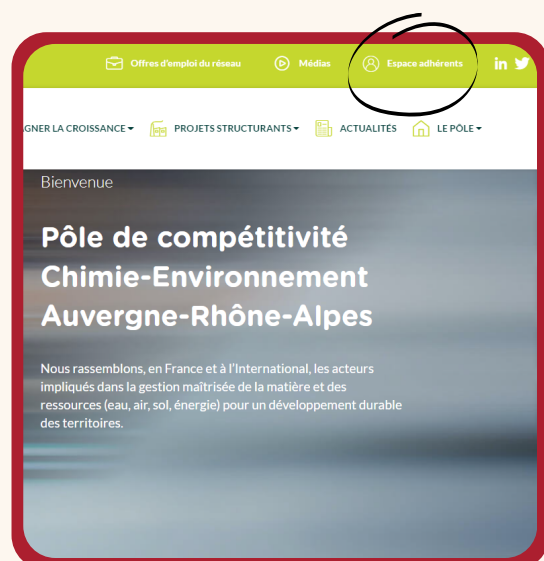 Offres d'emploi du réseau Médias Espace adhérents in
GNER LA CROISSANCE PROJETS STRUCTURANTS ACTUALITÉS LE PÔLE
Bienvenue
Pôle de compétitivité
Chimie-Environnement
Auvergne-Rhône-Alpes
Nous rassemblons, en France et à l'International, les acteurs
impliqués dans la gestion maîtrisée de la matière et des
ressources (eau, air, sol, énergie) pour un développement durable
des territoires.